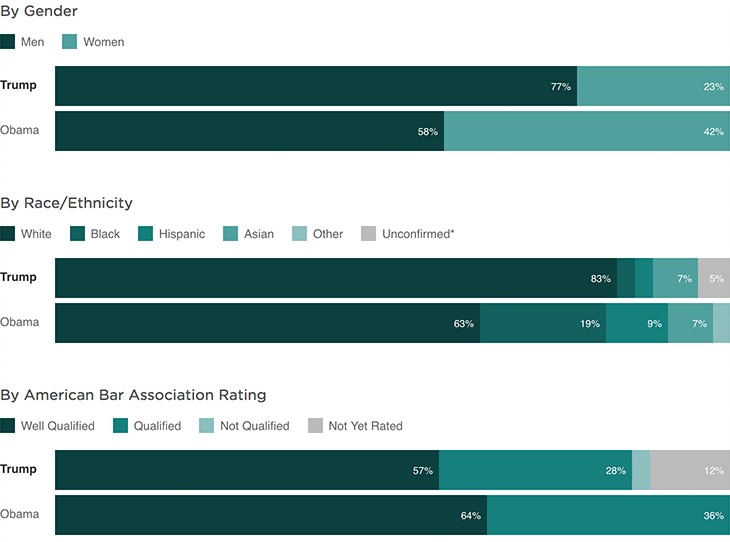 By Gender
Men Women
Trump 77% 23%
Obama 58% 42%
By Race/Ethnicity
White Black Hispanic Asian Other Unconfirmed*
Trump 83% 7% 5%
Obama 63% 19% 9% 7%
By American Bar Association Rating
Well Qualified Qualified Not Qualified Not Yet Rated
Trump 57% 28% 12%
Obama 64% 36%